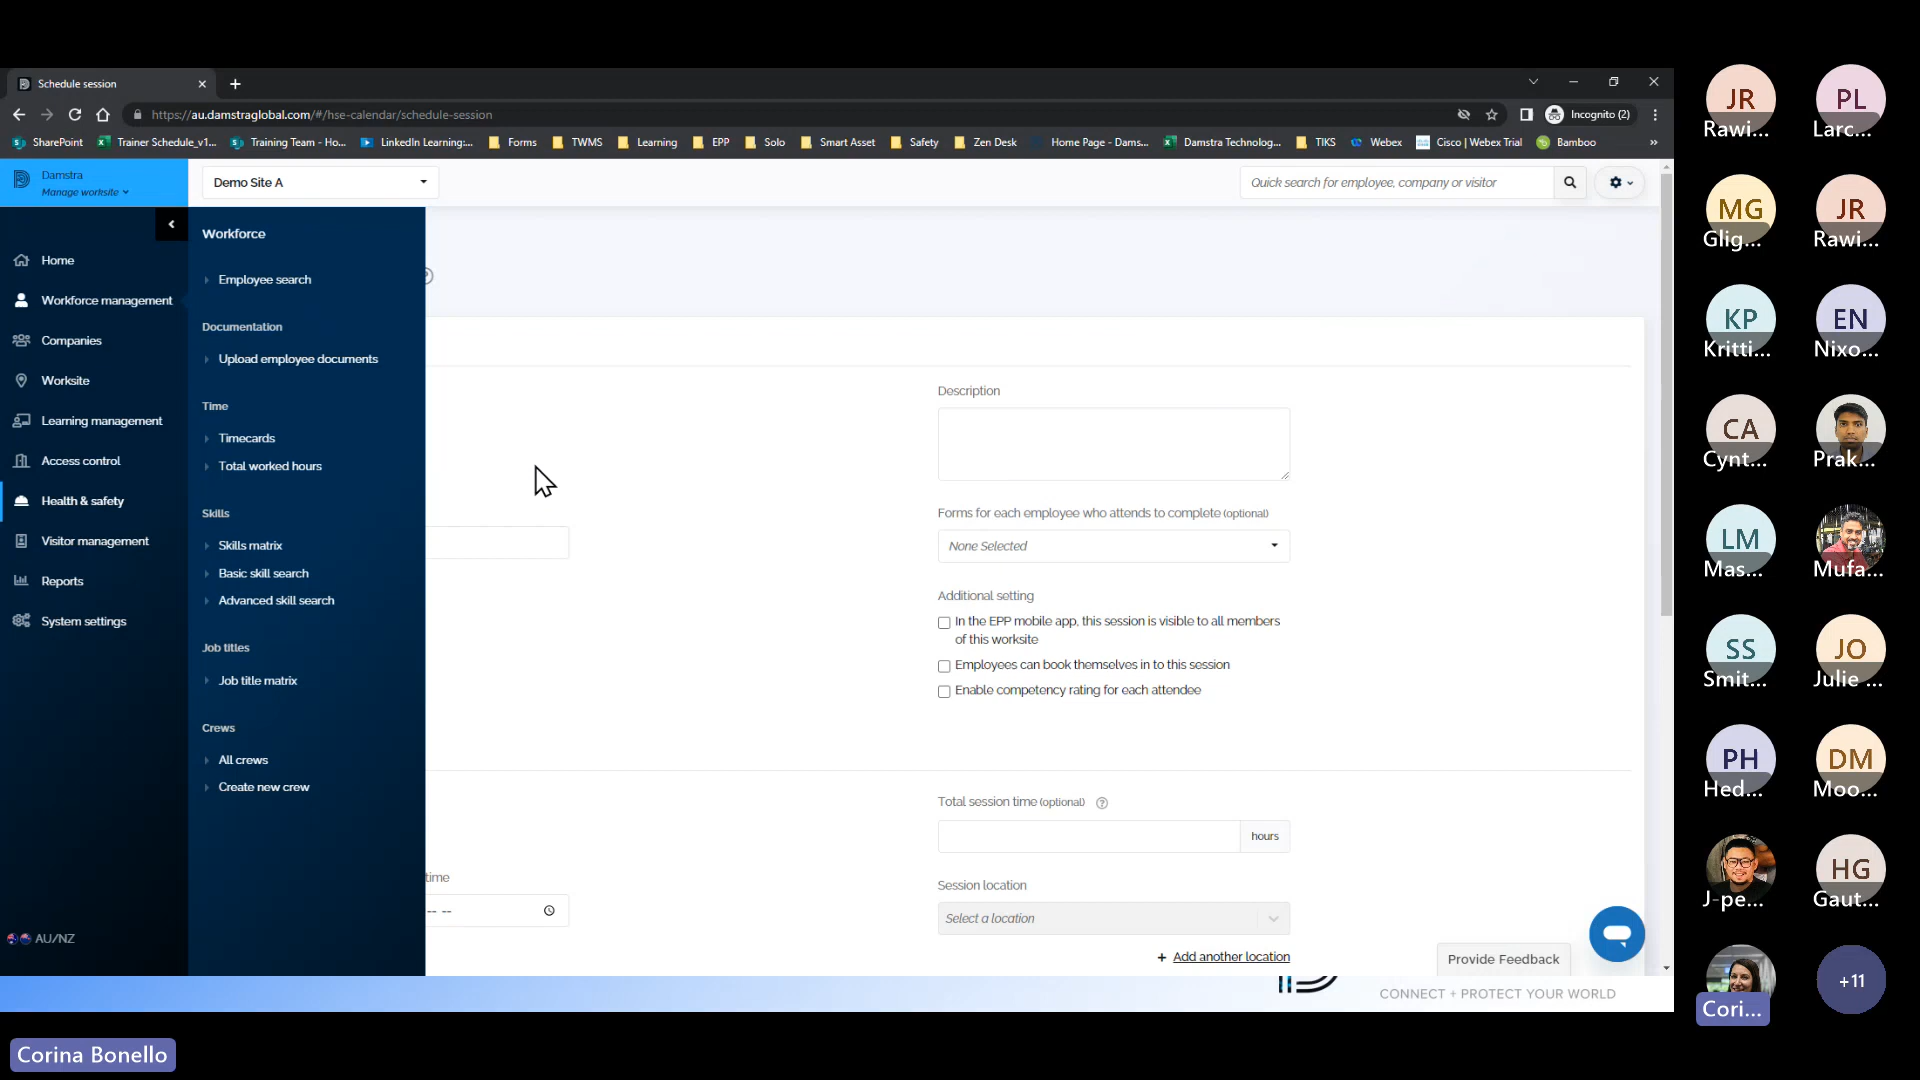 Schedule session
https://au.damstraglobal.com/#/hse-calendar/schedule-session
Incognito (2)
SharePoint
Trainer Schedule_v1...
Training Team - Ho...
LinkedIn Learning:...
Forms
TWMS
Learning
EPP
Solo
Smart Asset
Safety
Zen Desk
Home Page - Dams...
Damstra Technolog...
TIKS
Webex
Cisco | Webex Trial
Bamboo
»
Damstra
Manage worksite
Demo Site A
Quick search for employee, company or visitor
Home
Workforce management
Companies
Worksite
Learning management
Access control
Health & safety
Visitor management
Reports
System settings
AU/NZ
Workforce
Employee search
Documentation
Upload employee documents
Time
Timecards
Total worked hours
Skills
Skills matrix
Basic skill search
Advanced skill search
Job titles
Job title matrix
Crews
All crews
Create new crew
time
-- --
Description
Forms for each employee who attends to complete (optional)
None Selected
Additional setting
In the EPP mobile app, this session is visible to all members
of this worksite
Employees can book themselves in to this session
Enable competency rating for each attendee
Total session time (optional)
hours
Session location
Select a location
+ Add another location
Provide Feedback
CONNECT + PROTECT YOUR WORLD
JR
Rawi...
PL
Larc...
MG
Glig...
JR
Rawi...
KP
Kritti...
EN
Nixo...
CA
Cynt...
Prak...
LM
Mas...
Mufa...
SS
Smit...
JO
Julie ...
PH
Hed...
DM
Moo...
J-pe...
HG
Gaut...
Cori...
+11
Corina Bonello